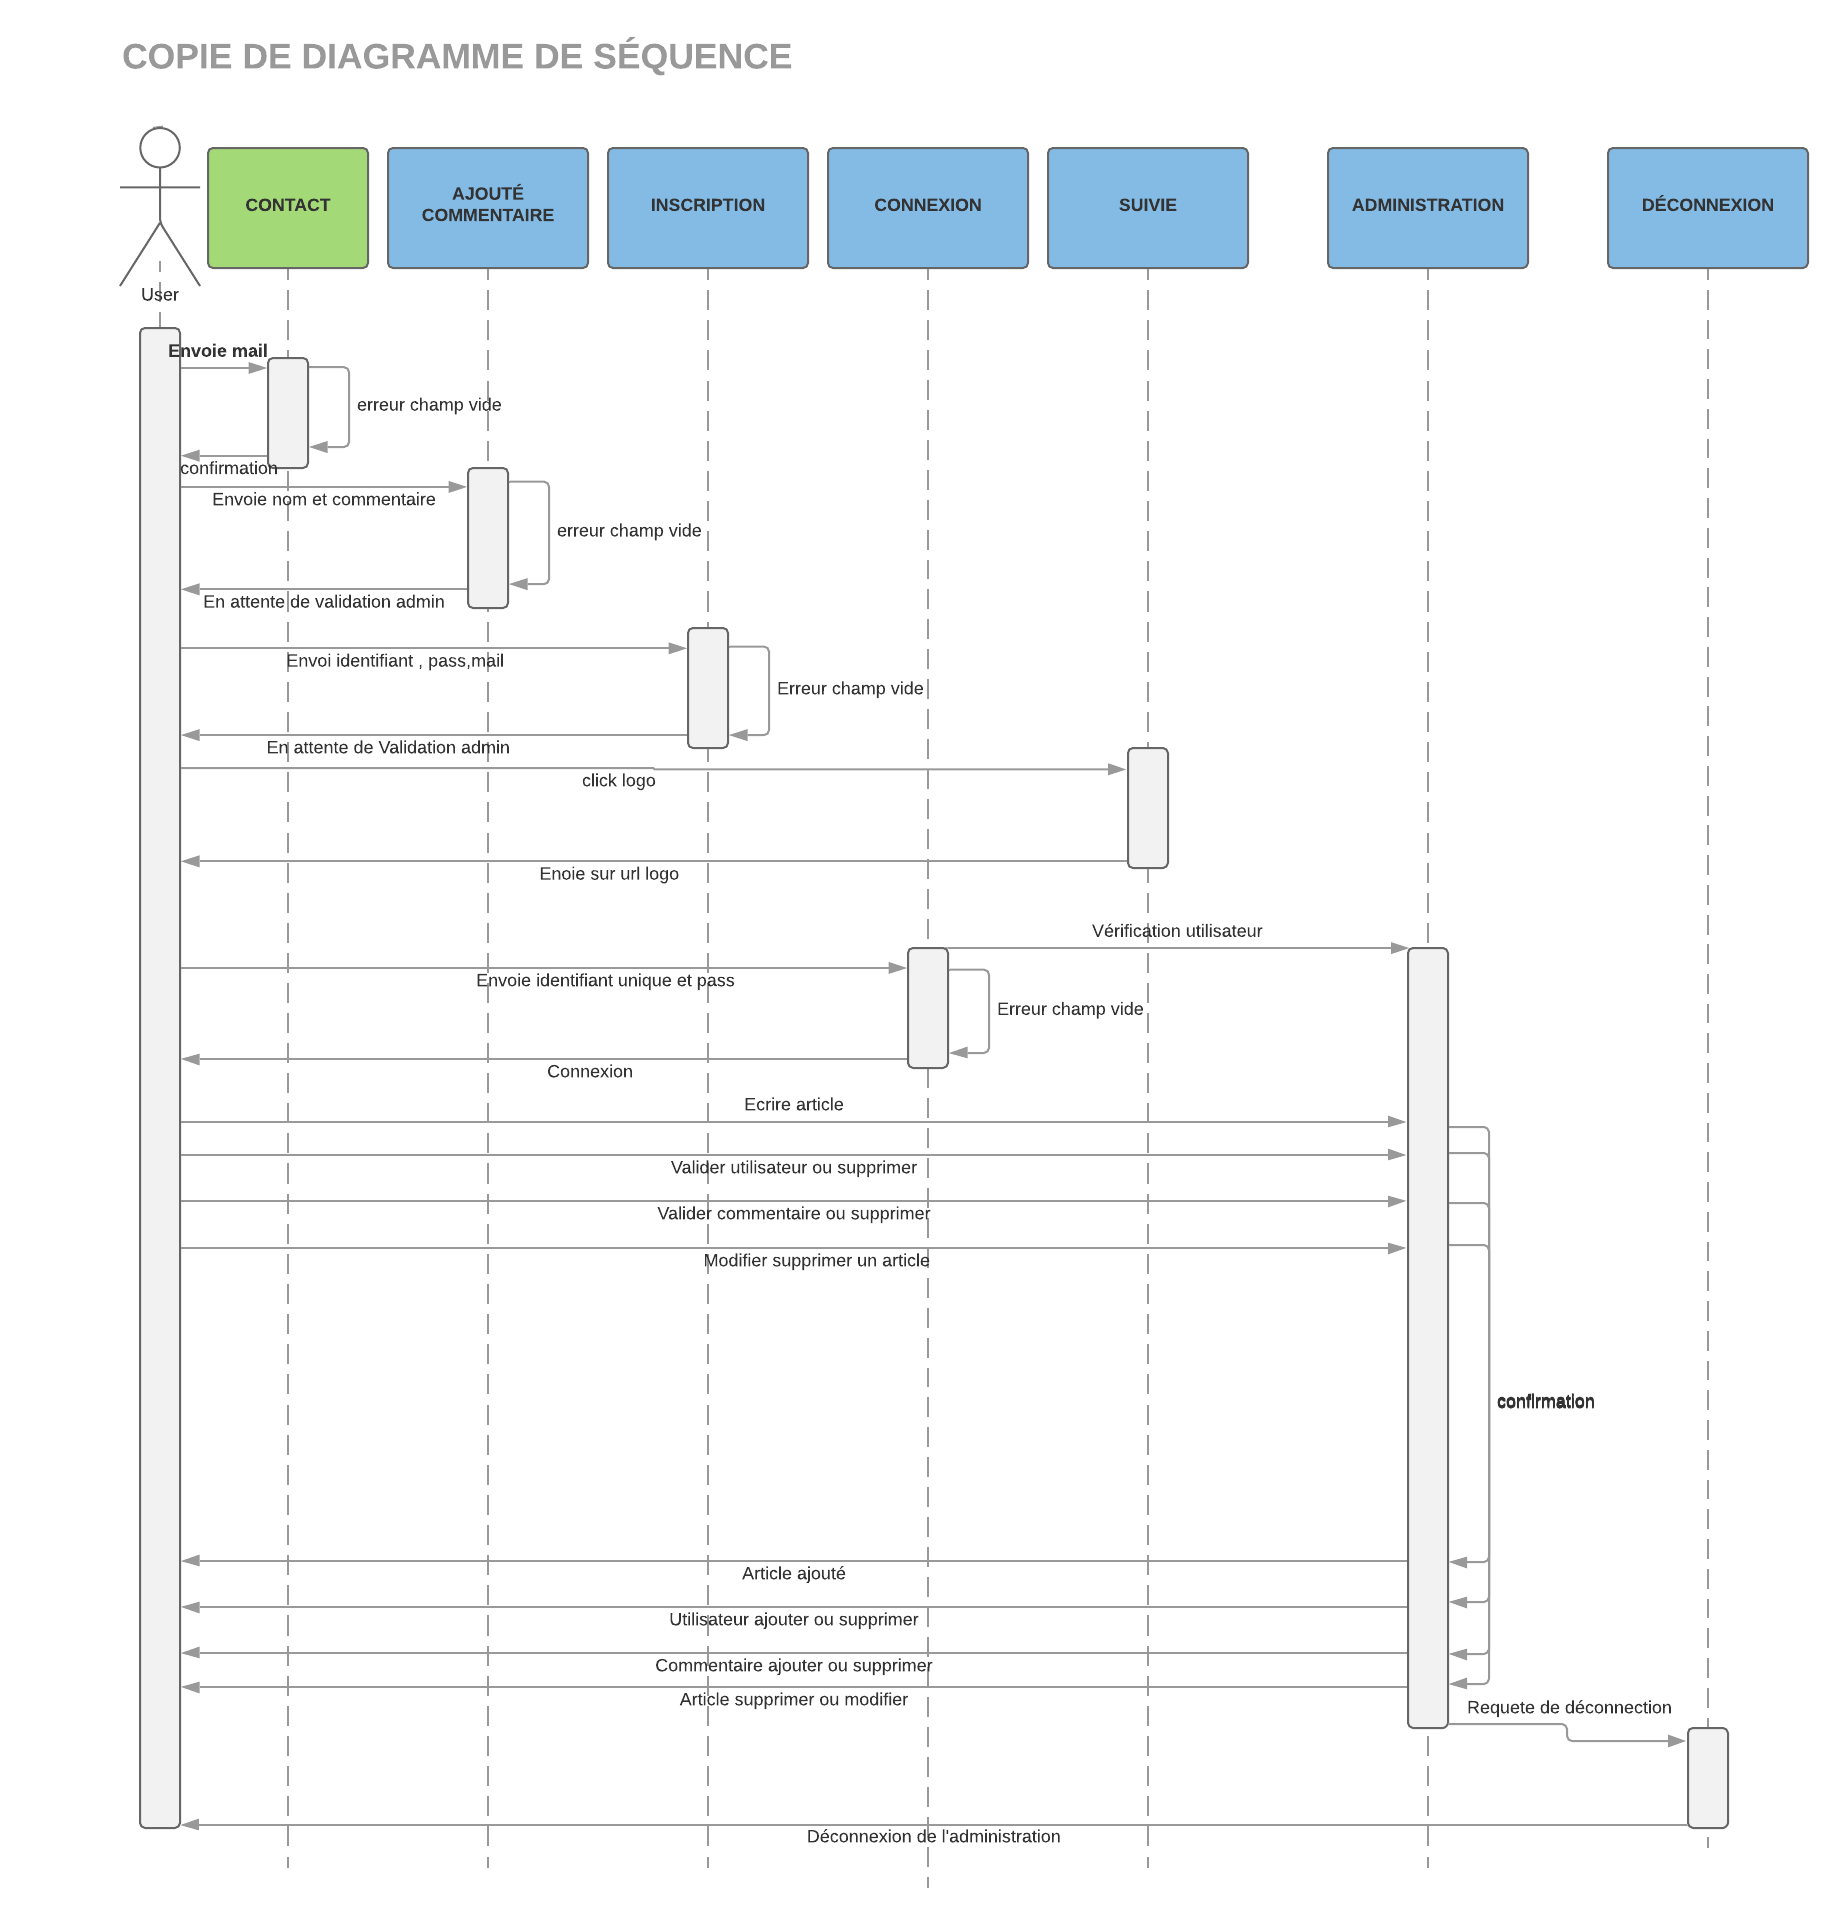 COPIE DE DIAGRAMME DE SÉQUENCE
CONTACT
AJOUTÉ
COMMENTAIRE
INSCRIPTION
CONNEXION
SUIVIE
ADMINISTRATION
DÉCONNEXION
User
Envoie mail
erreur champ vide
confirmation
Envoie nom et commentaire
erreur champ vide
En attente de validation admin
Envoi identifiant , pass,mail
Erreur champ vide
En attente de Validation admin
click logo
Enoie sur url logo
Vérification utilisateur
Envoie identifiant unique et pass
Erreur champ vide
Connexion
Ecrire article
Valider utilisateur ou supprimer
Valider commentaire ou supprimer
Modifier supprimer un article
confirmation
Article ajouté
Utilisateur ajouter ou supprimer
Commentaire ajouter ou supprimer
Article supprimer ou modifier
Requete de déconnection
Déconnexion de l'administration